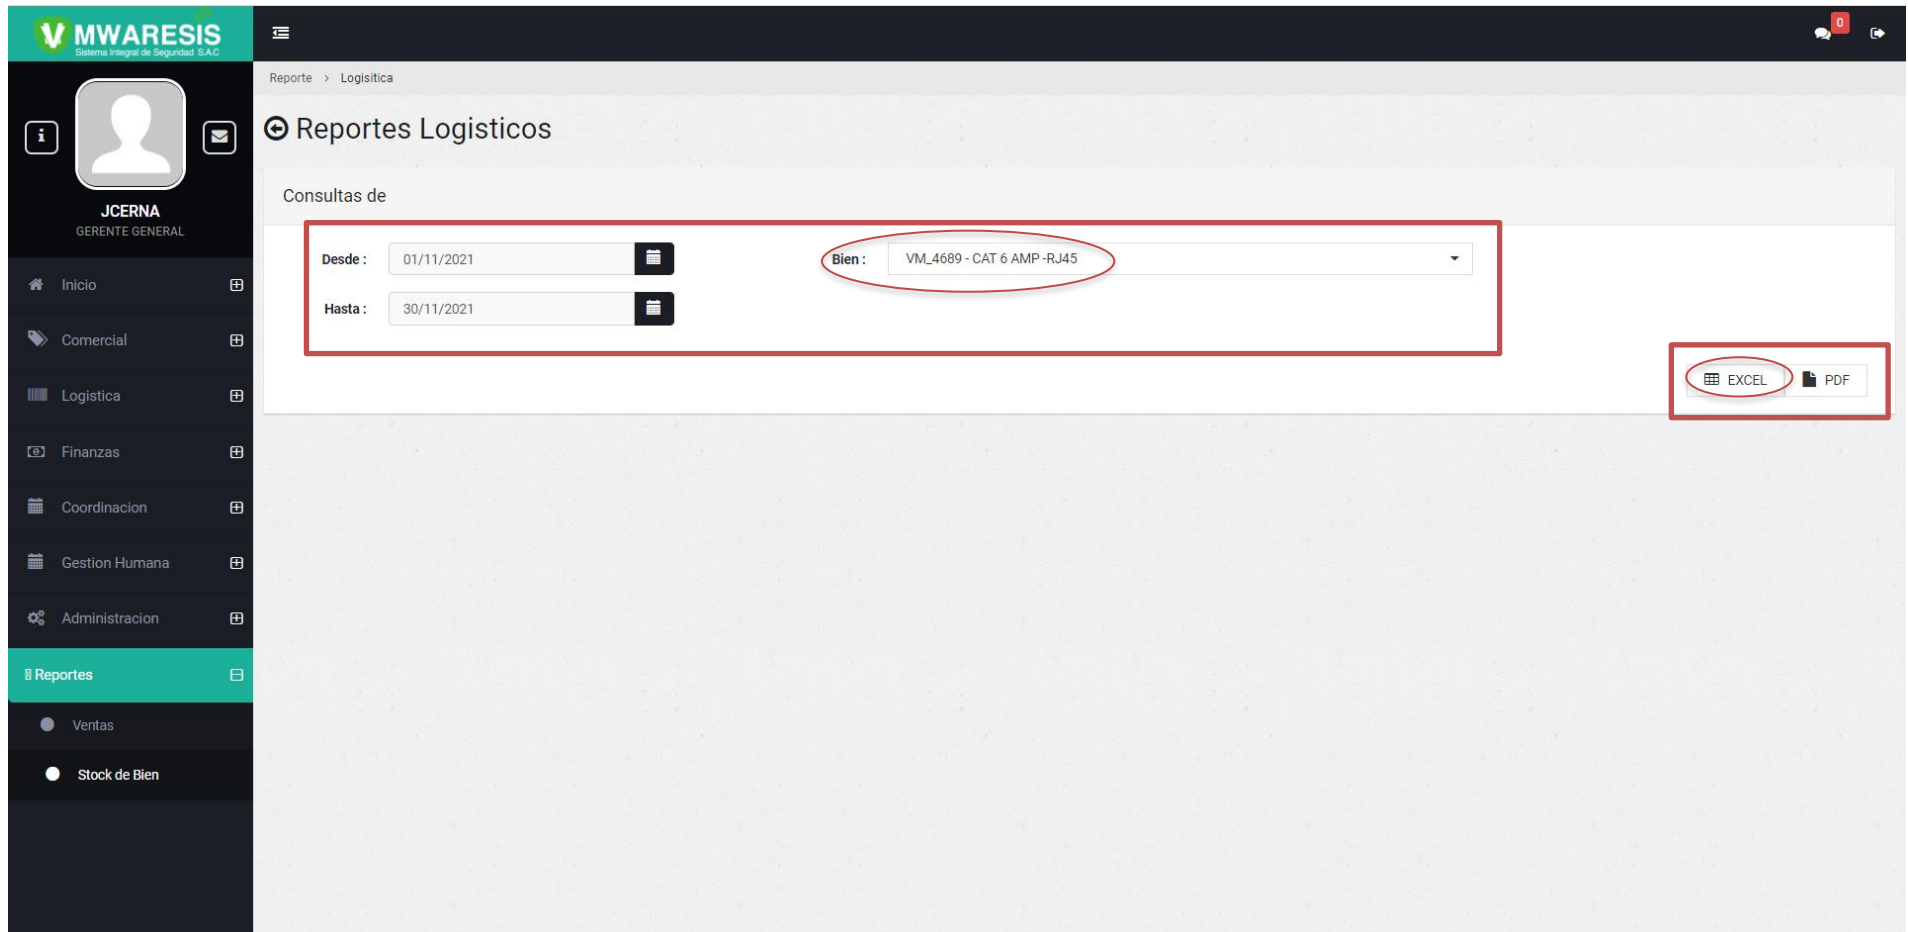 VMWARESIS
Sistema Integral de Seguridad S.A.C
0
Reporte > Logisitica
Reportes Logisticos
JCERNA
GERENTE GENERAL
Consultas de
Desde : 01/11/2021
Bien : VM_4689 - CAT 6 AMP -RJ45
Hasta : 30/11/2021
EXCEL PDF
Inicio
Comercial
Logistica
Finanzas
Coordinacion
Gestion Humana
Administracion
Reportes
Ventas
Stock de Bien